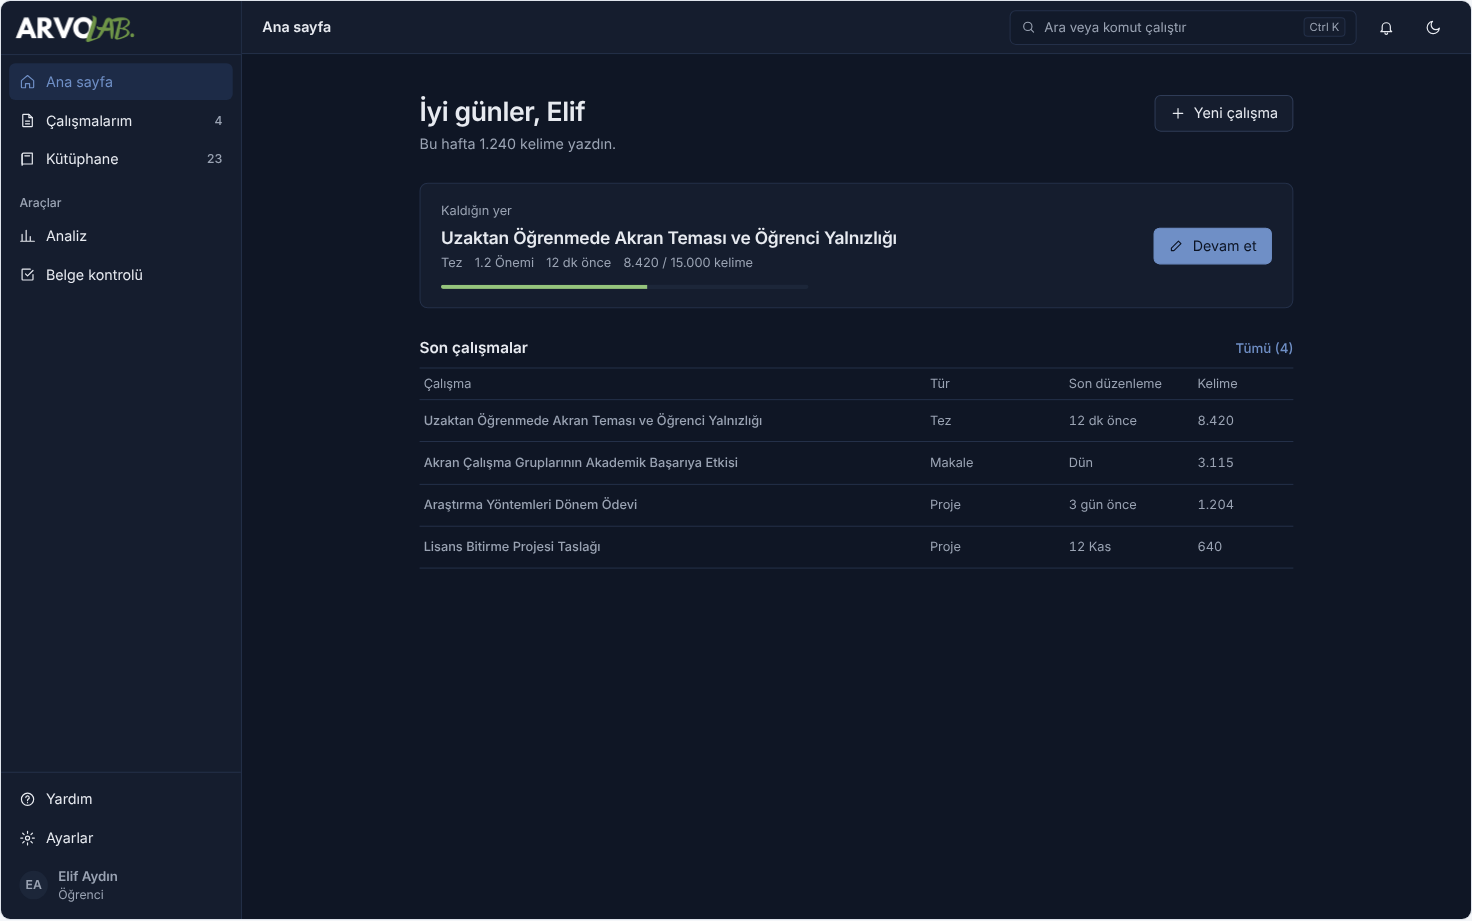 ARVOLAB.
Ana sayfa
Ara veya komut çalıştır
Ctrl K
Ana sayfa
Çalışmalarım 4
Kütüphane 23
Araçlar
Analiz
Belge kontrolü
Yardım
Ayarlar
EA
Elif Aydın
Öğrenci
İyi günler, Elif
Bu hafta 1.240 kelime yazdın.
Yeni çalışma
Kaldığın yer
Uzaktan Öğrenmede Akran Teması ve Öğrenci Yalnızlığı
Tez 1.2 Önemi 12 dk önce 8.420 / 15.000 kelime
Devam et
Son çalışmalar
Tümü (4)
Çalışma Tür Son düzenleme Kelime
Uzaktan Öğrenmede Akran Teması ve Öğrenci Yalnızlığı Tez 12 dk önce 8.420
Akran Çalışma Gruplarının Akademik Başarıya Etkisi Makale Dün 3.115
Araştırma Yöntemleri Dönem Ödevi Proje 3 gün önce 1.204
Lisans Bitirme Projesi Taslağı Proje 12 Kas 640